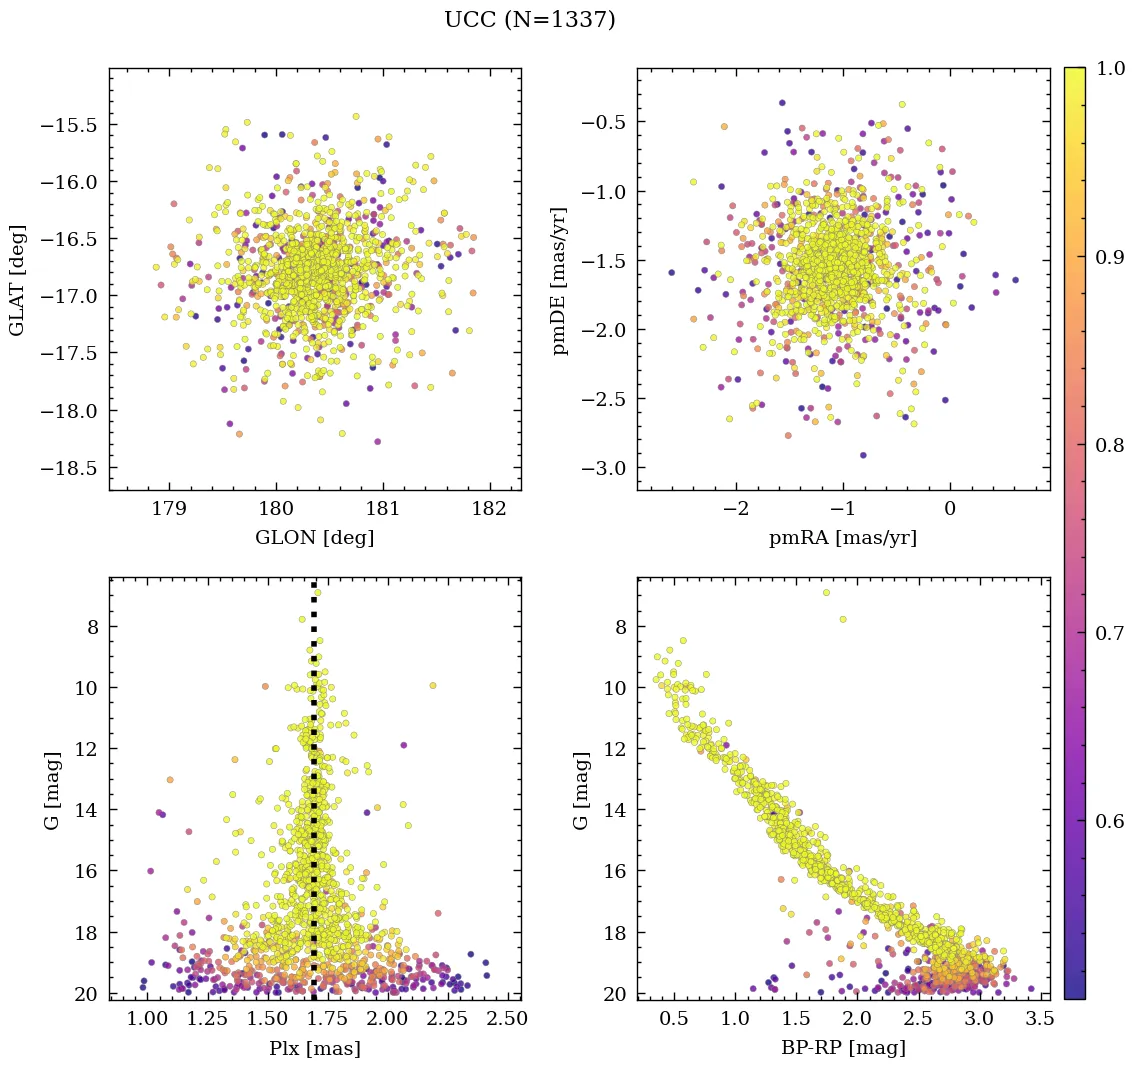 UCC (N=1337)
−15.5
−16.0
−16.5
−17.0
−17.5
−18.0
−18.5
GLAT [deg]
179 180 181 182
GLON [deg]
−0.5
−1.0
−1.5
−2.0
−2.5
−3.0
pmDE [mas/yr]
−2 −1 0
pmRA [mas/yr]
1.0
0.9
0.8
0.7
0.6
8
10
12
14
16
18
20
G [mag]
1.00 1.25 1.50 1.75 2.00 2.25 2.50
Plx [mas]
8
10
12
14
16
18
20
G [mag]
0.5 1.0 1.5 2.0 2.5 3.0 3.5
BP-RP [mag]